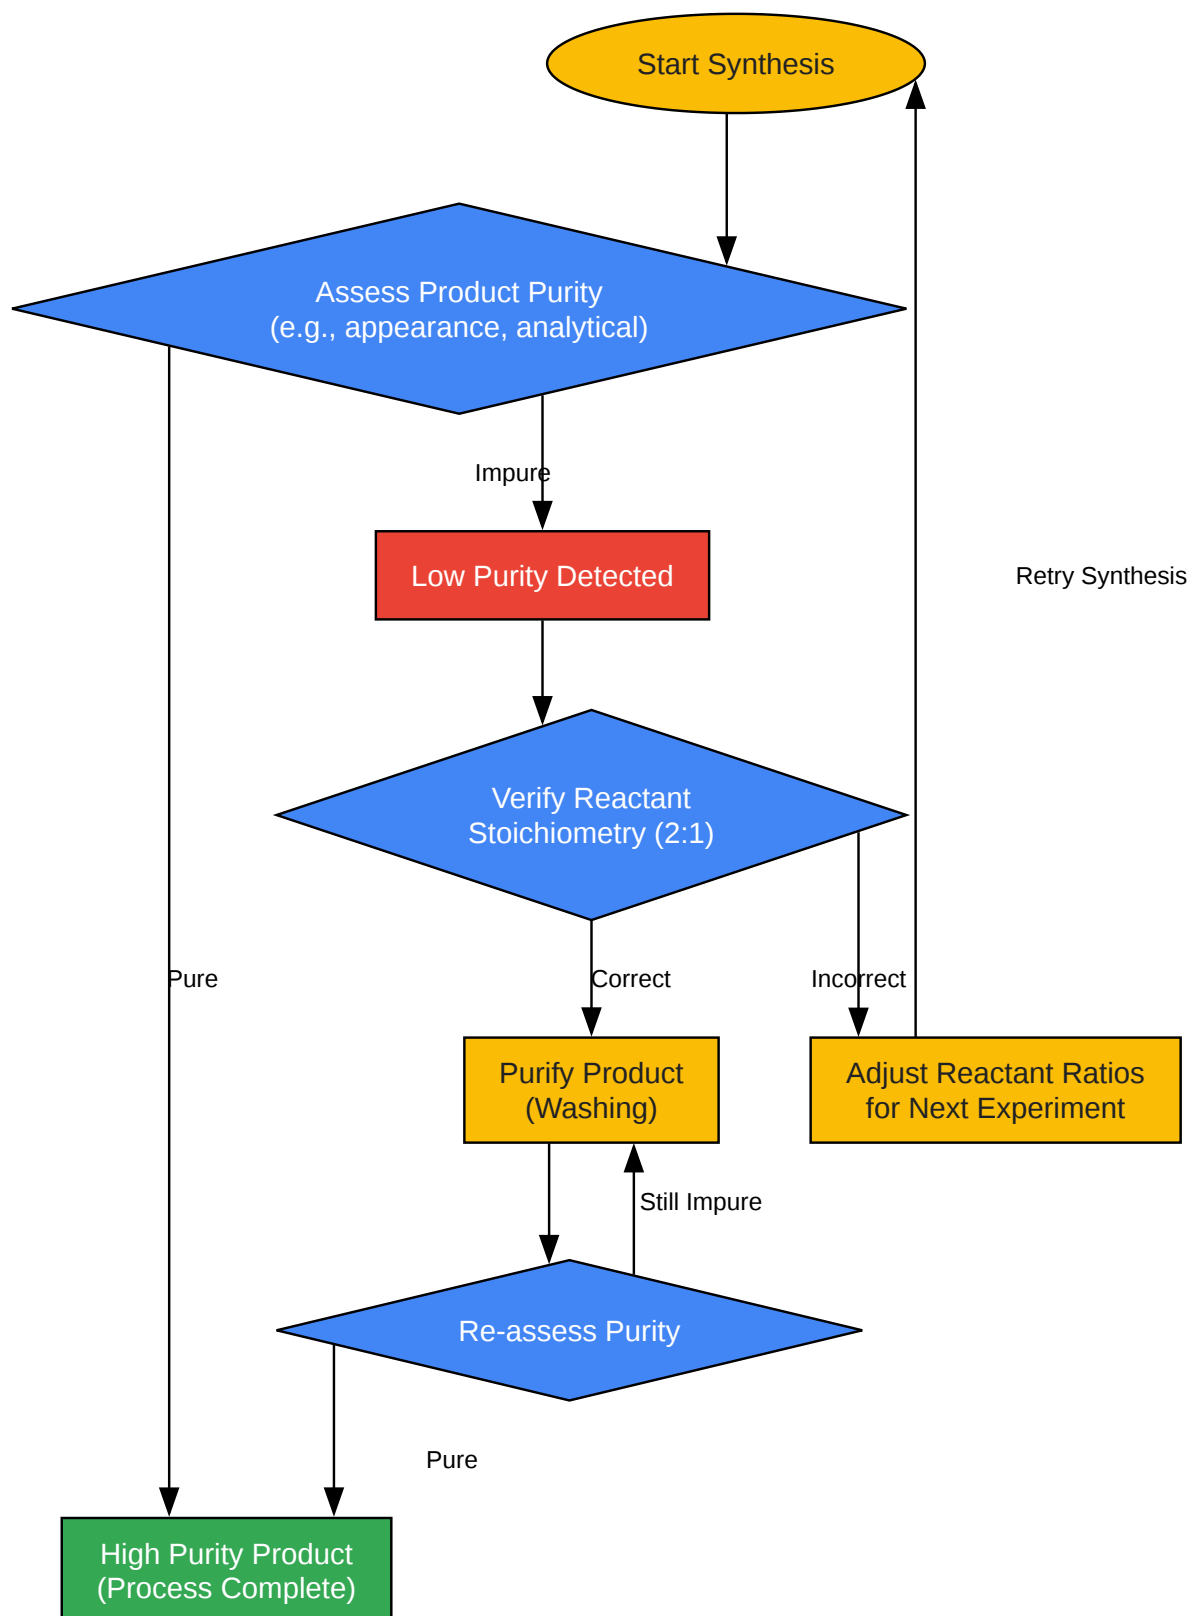 Start Synthesis
Assess Product Purity
(e.g., appearance, analytical)
Impure
Low Purity Detected
Retry Synthesis
Verify Reactant
Stoichiometry (2:1)
Pure
Correct
Incorrect
Purify Product
(Washing)
Adjust Reactant Ratios
for Next Experiment
Still Impure
Re-assess Purity
Pure
High Purity Product
(Process Complete)